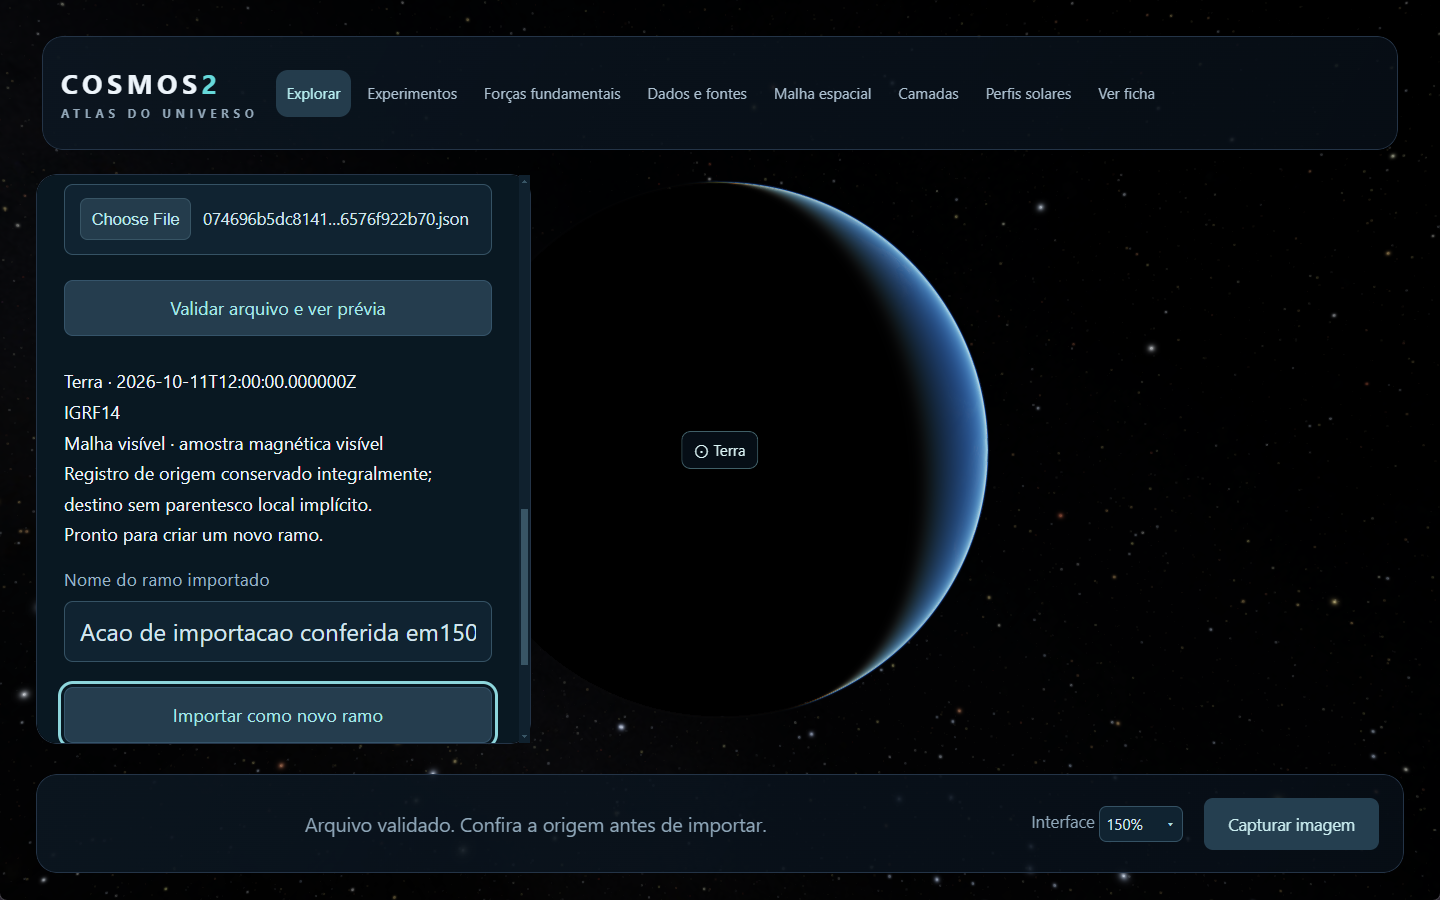 COSMOS2
ATLAS DO UNIVERSO
Explorar
Experimentos
Forças fundamentais
Dados e fontes
Malha espacial
Camadas
Perfis solares
Ver ficha
Choose File 074696b5dc8141...6576f922b70.json
Validar arquivo e ver prévia
Terra · 2026-10-11T12:00:00.000000Z
IGRF14
Malha visível · amostra magnética visível
Registro de origem conservado integralmente;
destino sem parentesco local implícito.
Pronto para criar um novo ramo.
Nome do ramo importado
Acao de importacao conferida em150
Importar como novo ramo
Terra
Arquivo validado. Confira a origem antes de importar.
Interface 150%
Capturar imagem